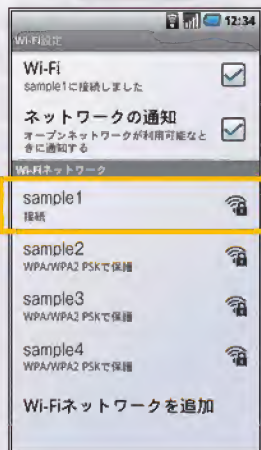 12:34
Wi-Fi設定
Wi-Fi
sample1に接続しました
ネットワークの通知
オープンネットワークが利用可能なと
きに通知する
Wi-Fiネットワーク
sample1
接続
sample2
WPA/WPA2 PSKで保護
sample3
WPA/WPA2 PSKで保護
sample4
WPA/WPA2 PSKで保護
Wi-Fiネットワークを追加